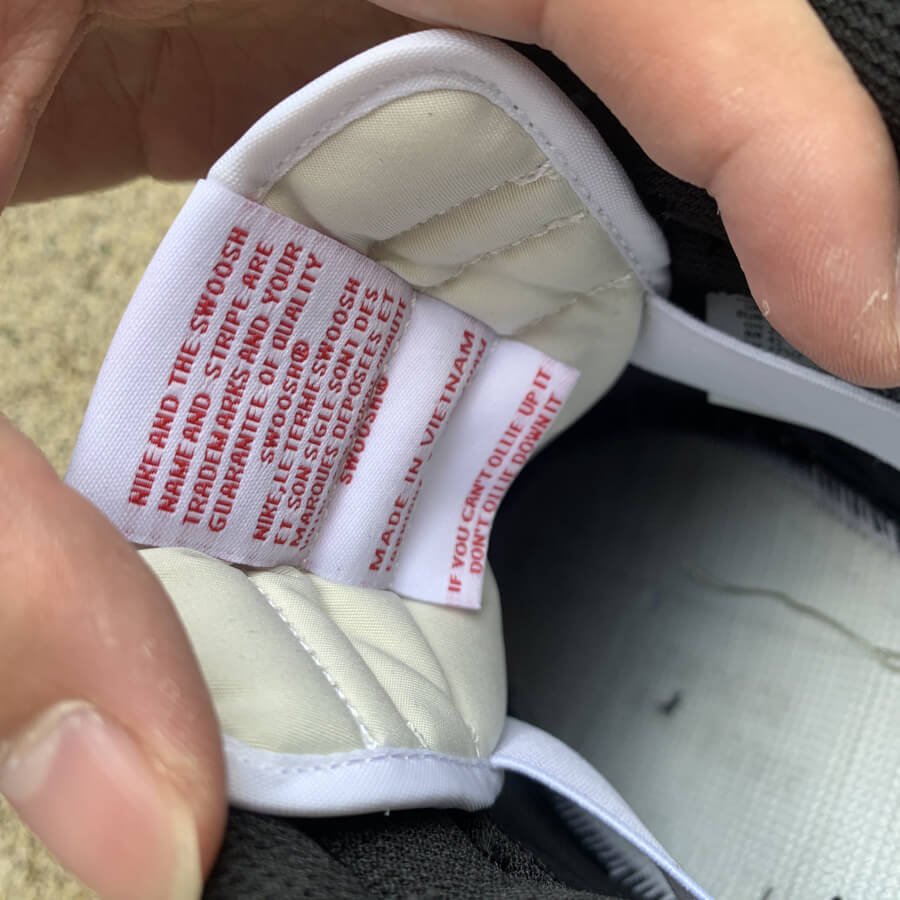 NIKE AND THE SWOOSH
NAME AND STRIPE ARE
TRADEMARKS AND YOUR
GUARANTEE OF QUALITY
SWOOSH®
NIKE, LE TERME SWOOSH
ET SON SIGLE SONT DES
MARQUES DEPOSEES ET
SWOOSH®
MADE IN VIETNAM
IF YOU CAN'T OLLIE UP IT
DON'T OLLIE DOWN IT